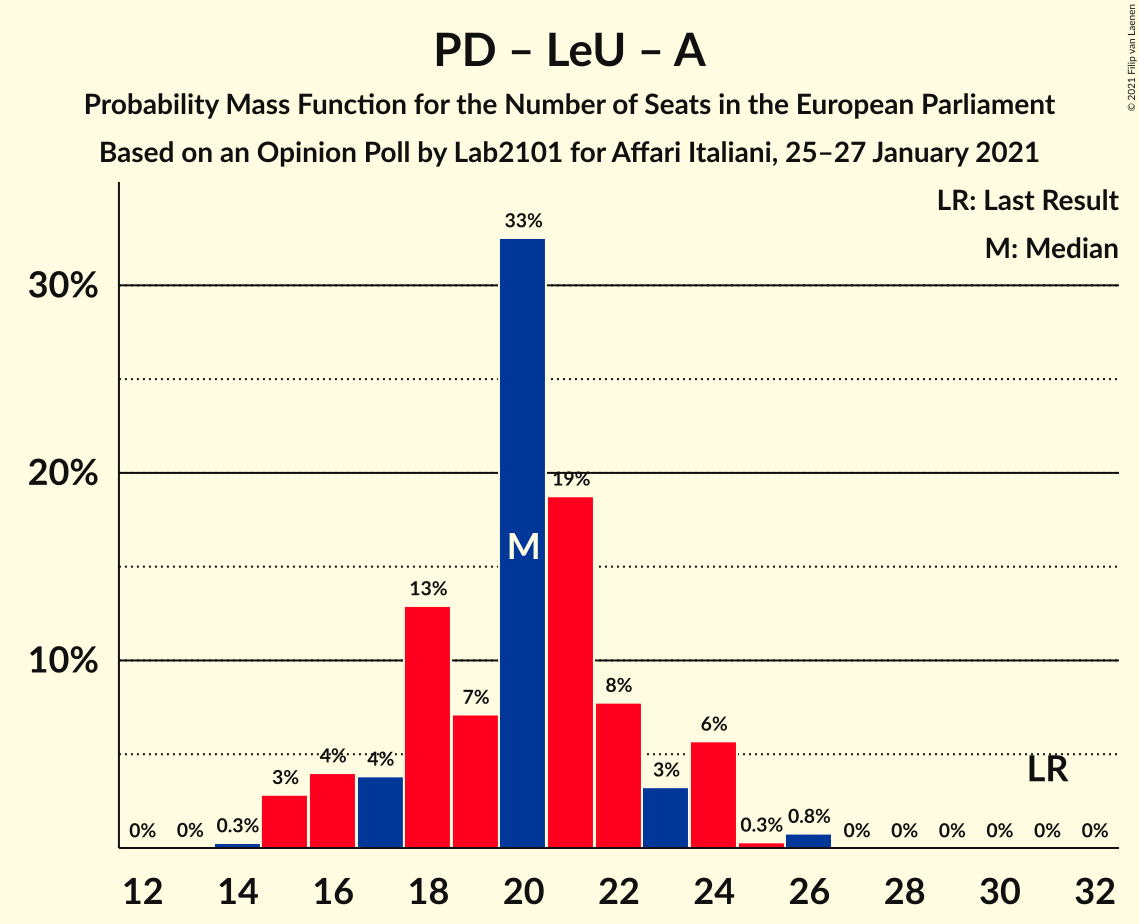 PD – LeU – A
Probability Mass Function for the Number of Seats in the European Parliament
Based on an Opinion Poll by Lab2101 for Affari Italiani, 25–27 January 2021
© 2021 Filip van Laenen
LR: Last Result
M: Median
30%
20%
10%
0%
0%
0.3%
3%
4%
4%
13%
7%
33%
M
19%
8%
3%
6%
0.3%
0.8%
0%
0%
0%
0%
0%
0%
LR
12 14 16 18 20 22 24 26 28 30 32